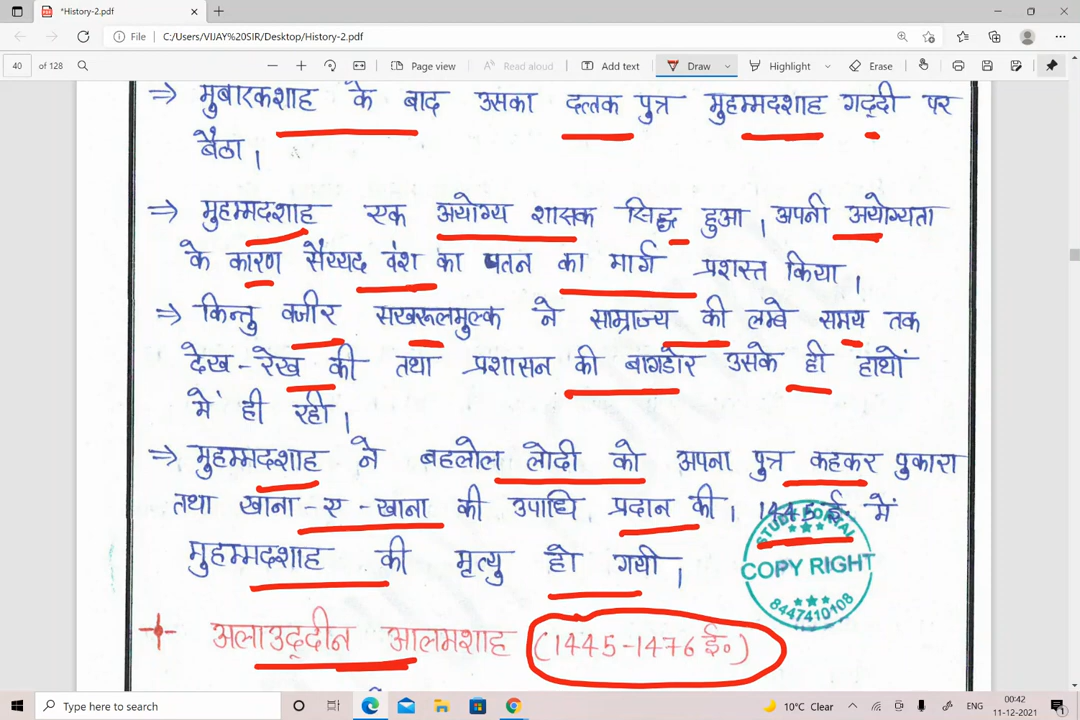 *History-2.pdf
File C:/Users/VIJAY%20SIR/Desktop/History-2.pdf
40 of 128 Page view Read aloud Add text Draw Highlight Erase
⇒ मुबारकशाह के बाद उसका दत्तक पुत्र मुहम्मदशाह गद्दी पर
बैठा।
⇒ मुहम्मदशाह एक अयोग्य शासक सिद्ध हुआ। अपनी अयोग्यता
के कारण सैय्यद वंश का पतन का मार्ग प्रशस्त किया।
⇒ किन्तु वजीर सखरूलमुल्क ने साम्राज्य की लम्बे समय तक
देख-रेख की तथा प्रशासन की बागडोर उसके ही हाथों
में ही रही।
⇒ मुहम्मदशाह ने बहलोल लोदी को अपना पुत्र कहकर पुकारा
तथा खाना-ए-खाना की उपाधि प्रदान की। 1445 ई. में
मुहम्मदशाह की मृत्यु हो गयी।
COPY RIGHT
8447410108
अलाउद्दीन आलमशाह (1445-1476 ई०)
Type here to search
10°C Clear
ENG
00:42
11-12-2021